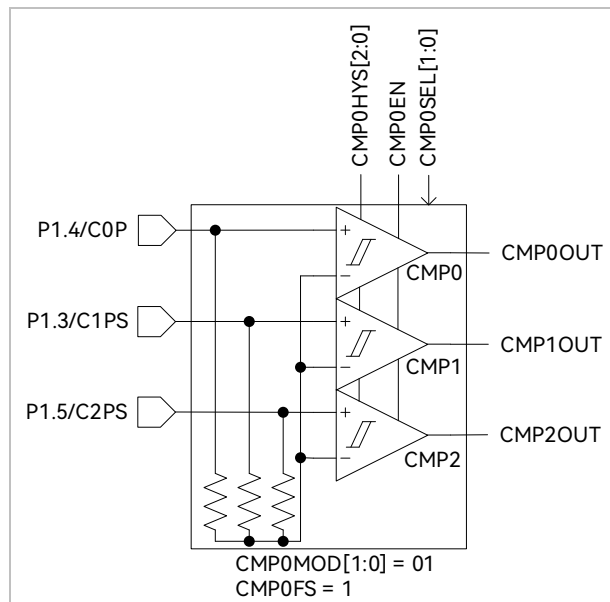 CMP0HYS[2:0]
CMP0EN
CMP0SEL[1:0]
P1.4/C0P
+
−
CMP0
CMP0OUT
P1.3/C1PS
+
−
CMP1
CMP1OUT
P1.5/C2PS
+
−
CMP2
CMP2OUT
CMP0MOD[1:0] = 01
CMP0FS = 1